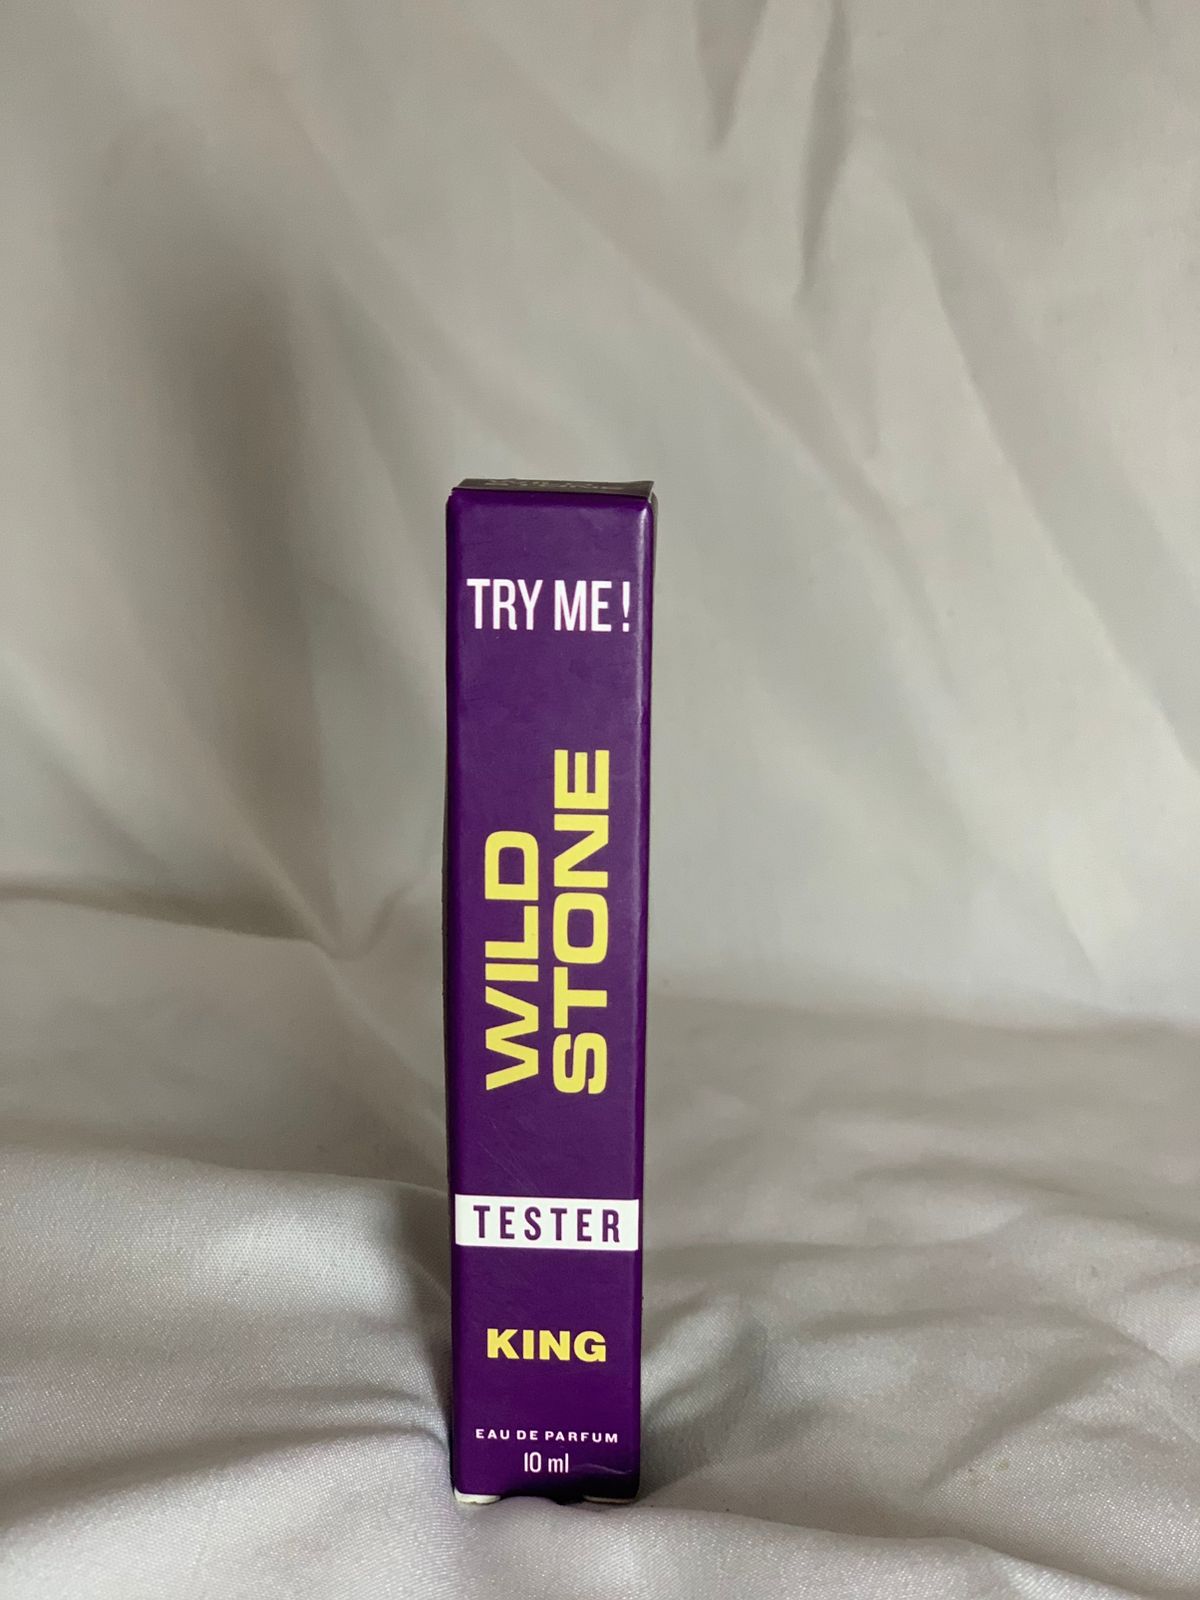 TRY ME!
WILD
STONE
TESTER
KING
EAU DE PARFUM
10 ml